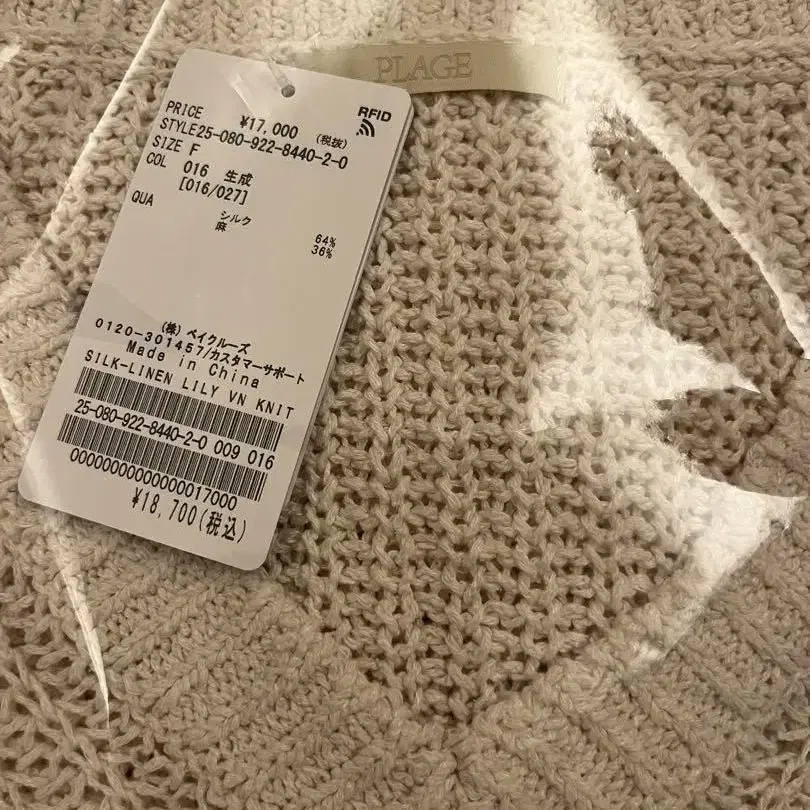 PLAGE
RFID
PRICE ¥17,000 (税抜)
STYLE25-080-922-8440-2-0
SIZE F
COL 016 生成
[016/027]
QUA
シルク 64%
麻 36%
(株) ベイクルーズ
0120-301457/カスタマーサポート
Made in China
SILK-LINEN LILY VN KNIT
25-080-922-8440-2-0 009 016
00000000000000017000
¥18,700(税込)